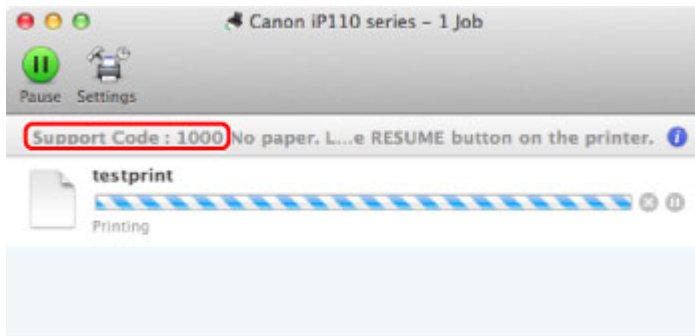 Canon iP110 series – 1 Job
Pause Settings
Support Code : 1000 No paper. L...e RESUME button on the printer.
testprint
Printing